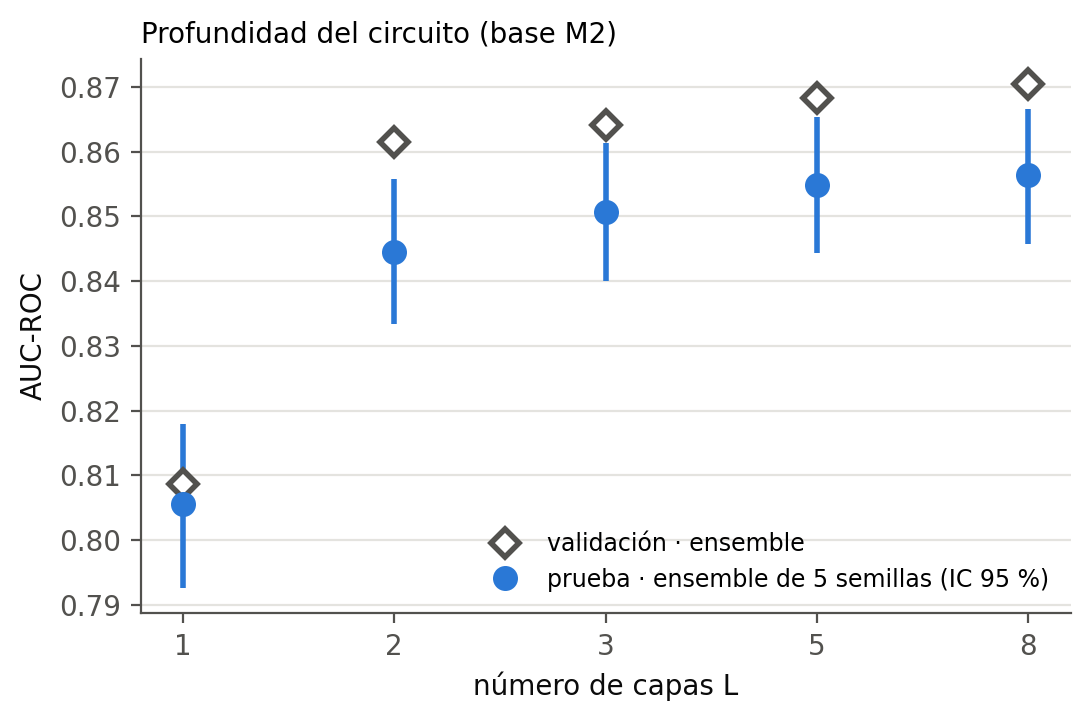 Profundidad del circuito (base M2)
AUC-ROC
0.87
0.86
0.85
0.84
0.83
0.82
0.81
0.80
0.79
validación · ensemble
prueba · ensemble de 5 semillas (IC 95 %)
1 2 3 5 8
número de capas L